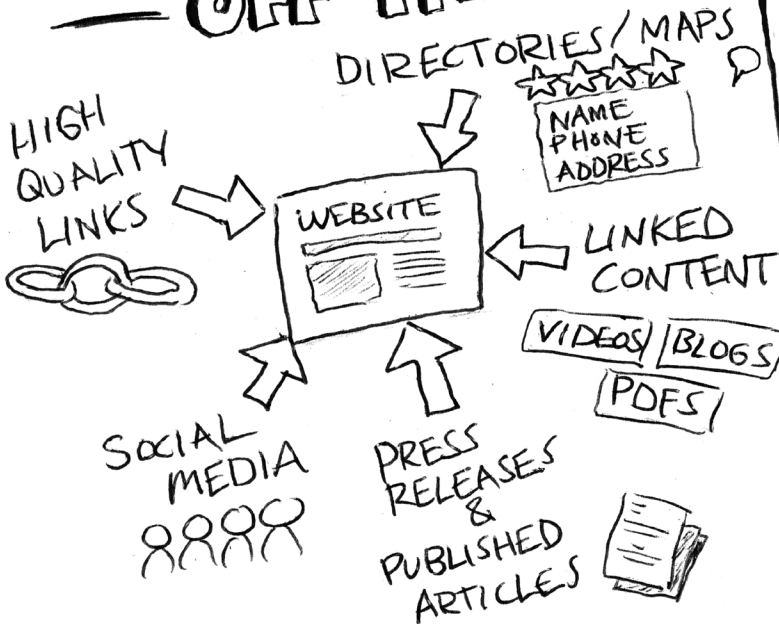 OFF
DIRECTORIES/MAPS
NAME
PHONE
ADDRESS
HIGH
QUALITY
LINKS
WEBSITE
LINKED
CONTENT
VIDEOS
BLOGS
PDFS
SOCIAL
MEDIA
PRESS
RELEASES
&
PUBLISHED
ARTICLES